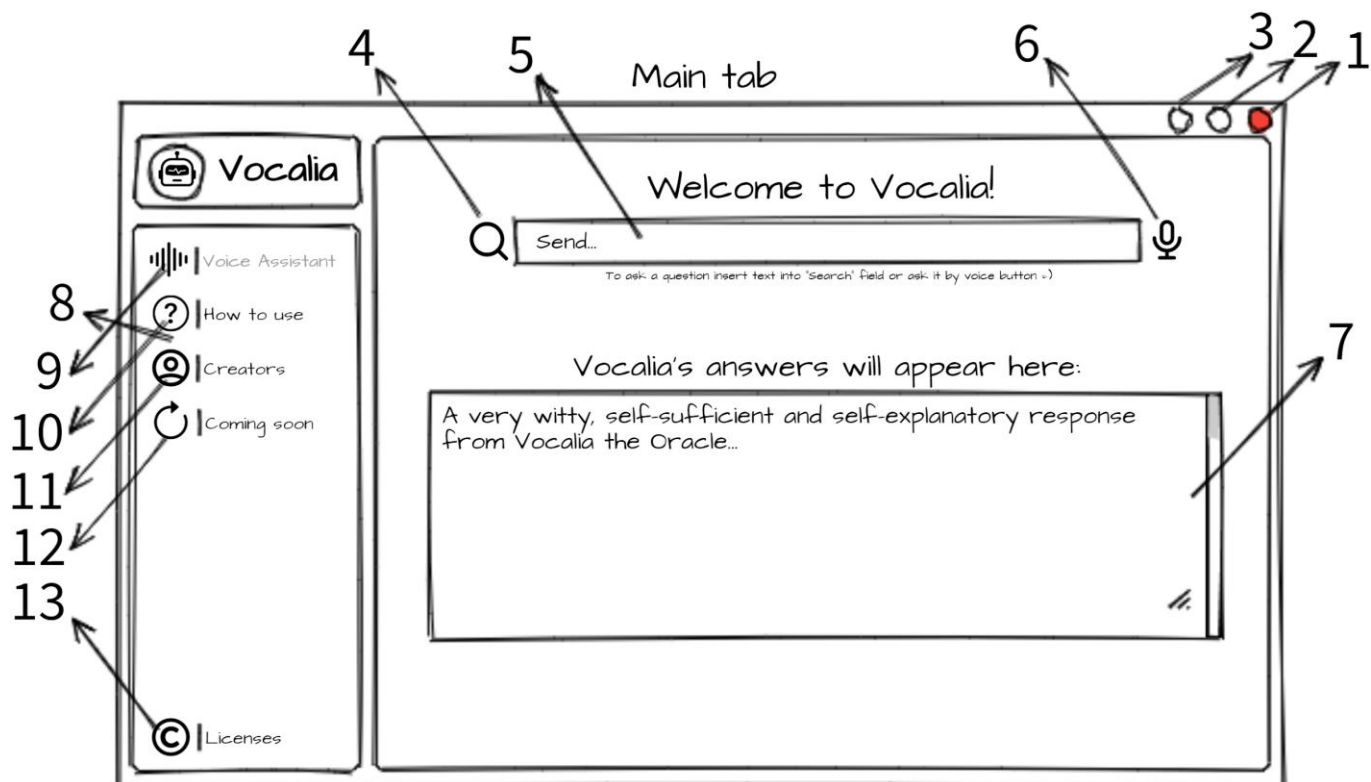 4
5
Main tab
6
3
2
1
Vocalia
Welcome to Vocalia!
Send...
To ask a question insert text into "Search" field or ask it by voice button :)
Voice Assistant
8
How to use
9
Creators
10
Coming soon
11
12
13
Licenses
Vocalia's answers will appear here:
7
A very witty, self-sufficient and self-explanatory response
from Vocalia the Oracle...